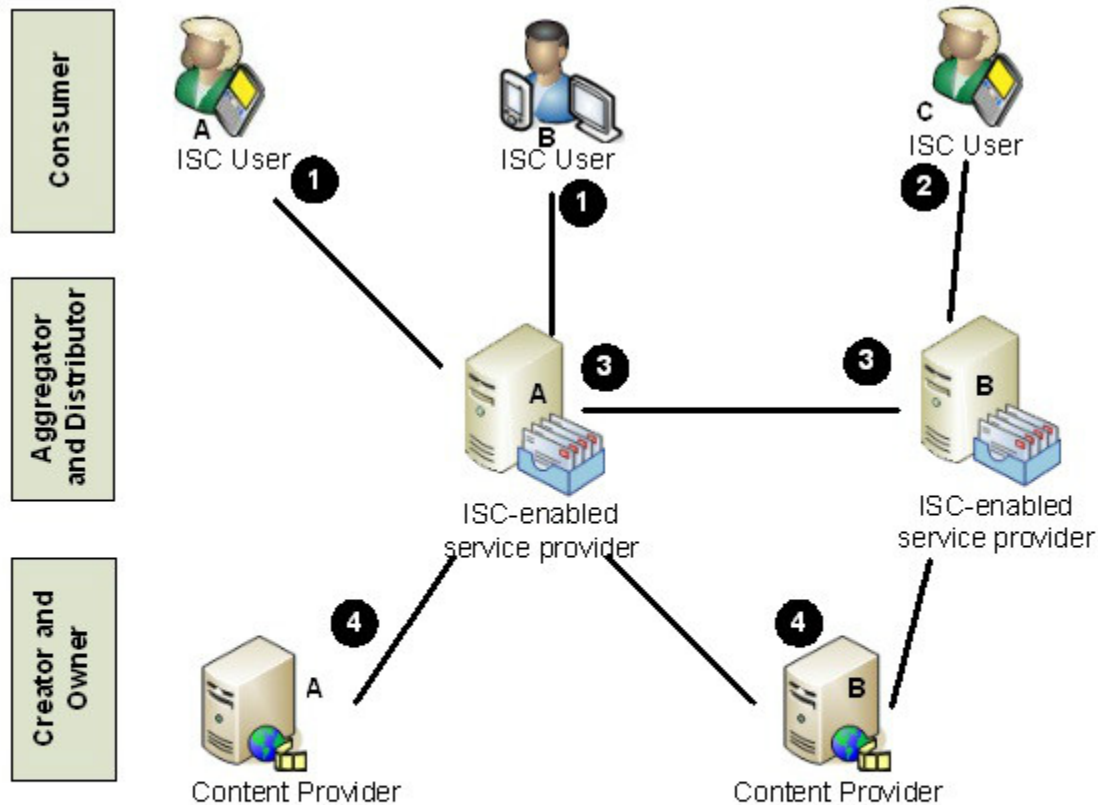 Consumer
A
ISC User
1
B
ISC User
1
C
ISC User
2
Aggregator
and Distributor
A
3
ISC-enabled
service provider
3
B
ISC-enabled
service provider
Creator and
Owner
4
A
Content Provider
4
B
Content Provider